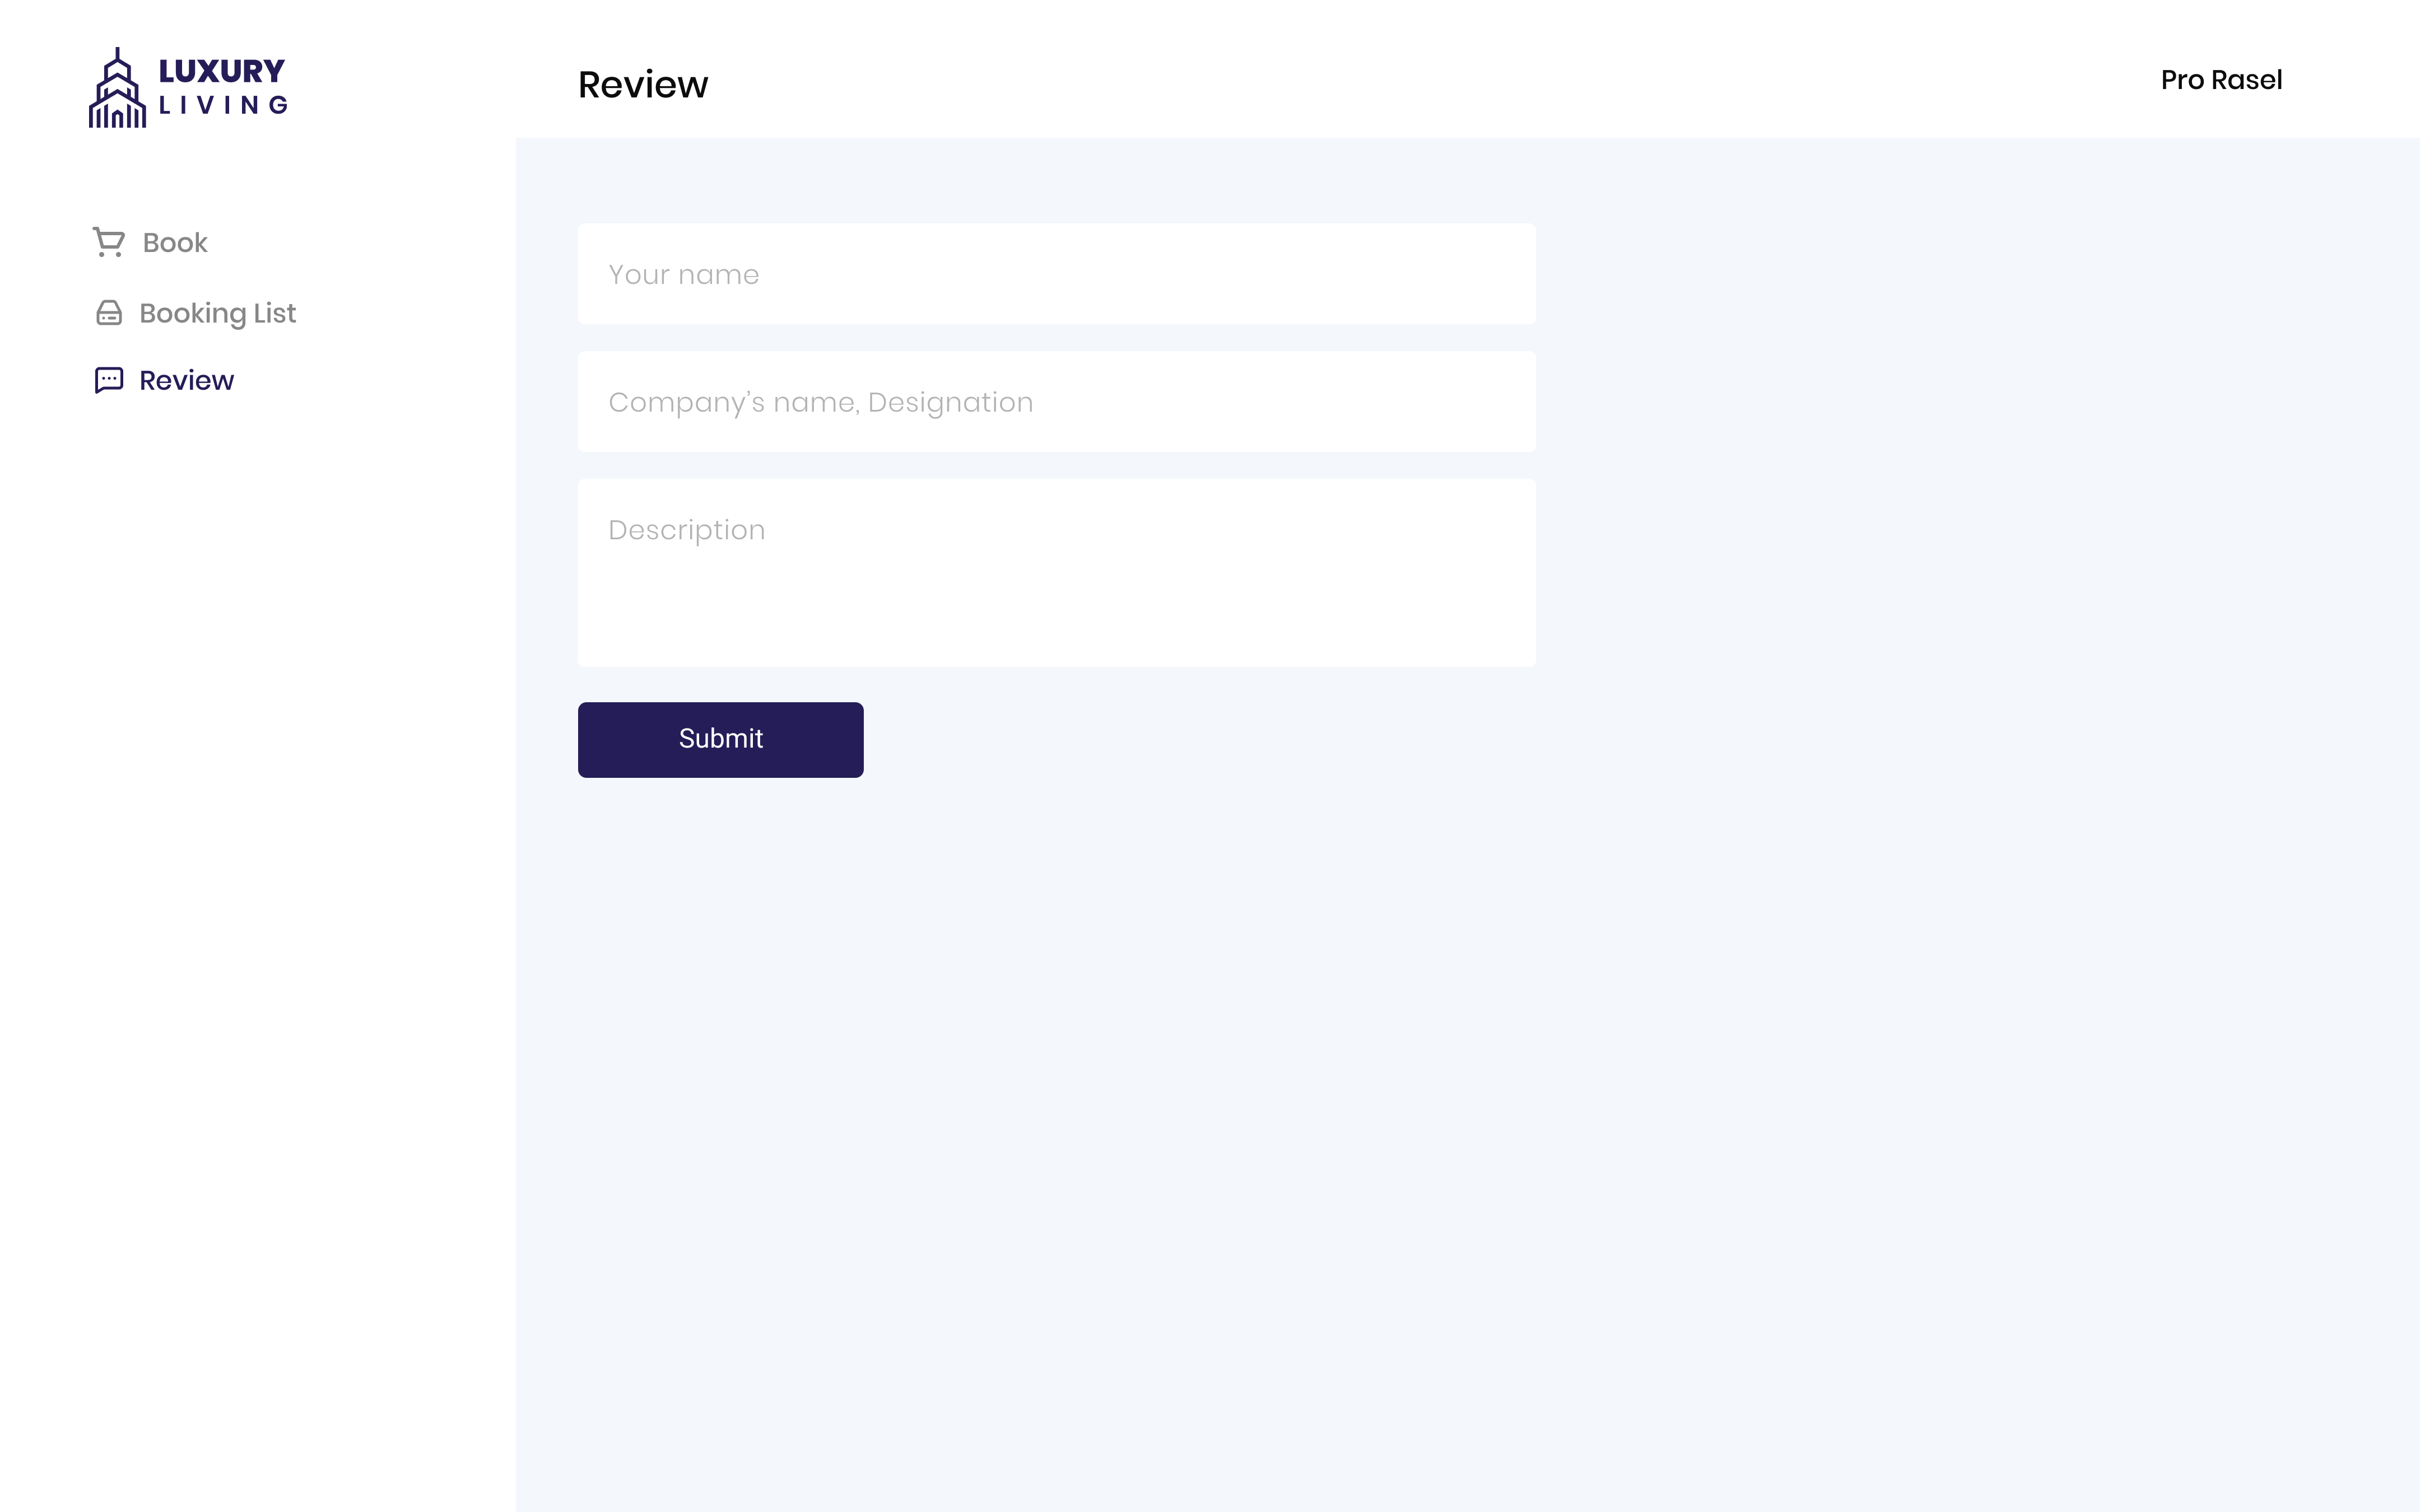 LUXURY
LIVING
Review
Pro Rasel
Book
Booking List
Review
Your name
Company’s name, Designation
Description
Submit